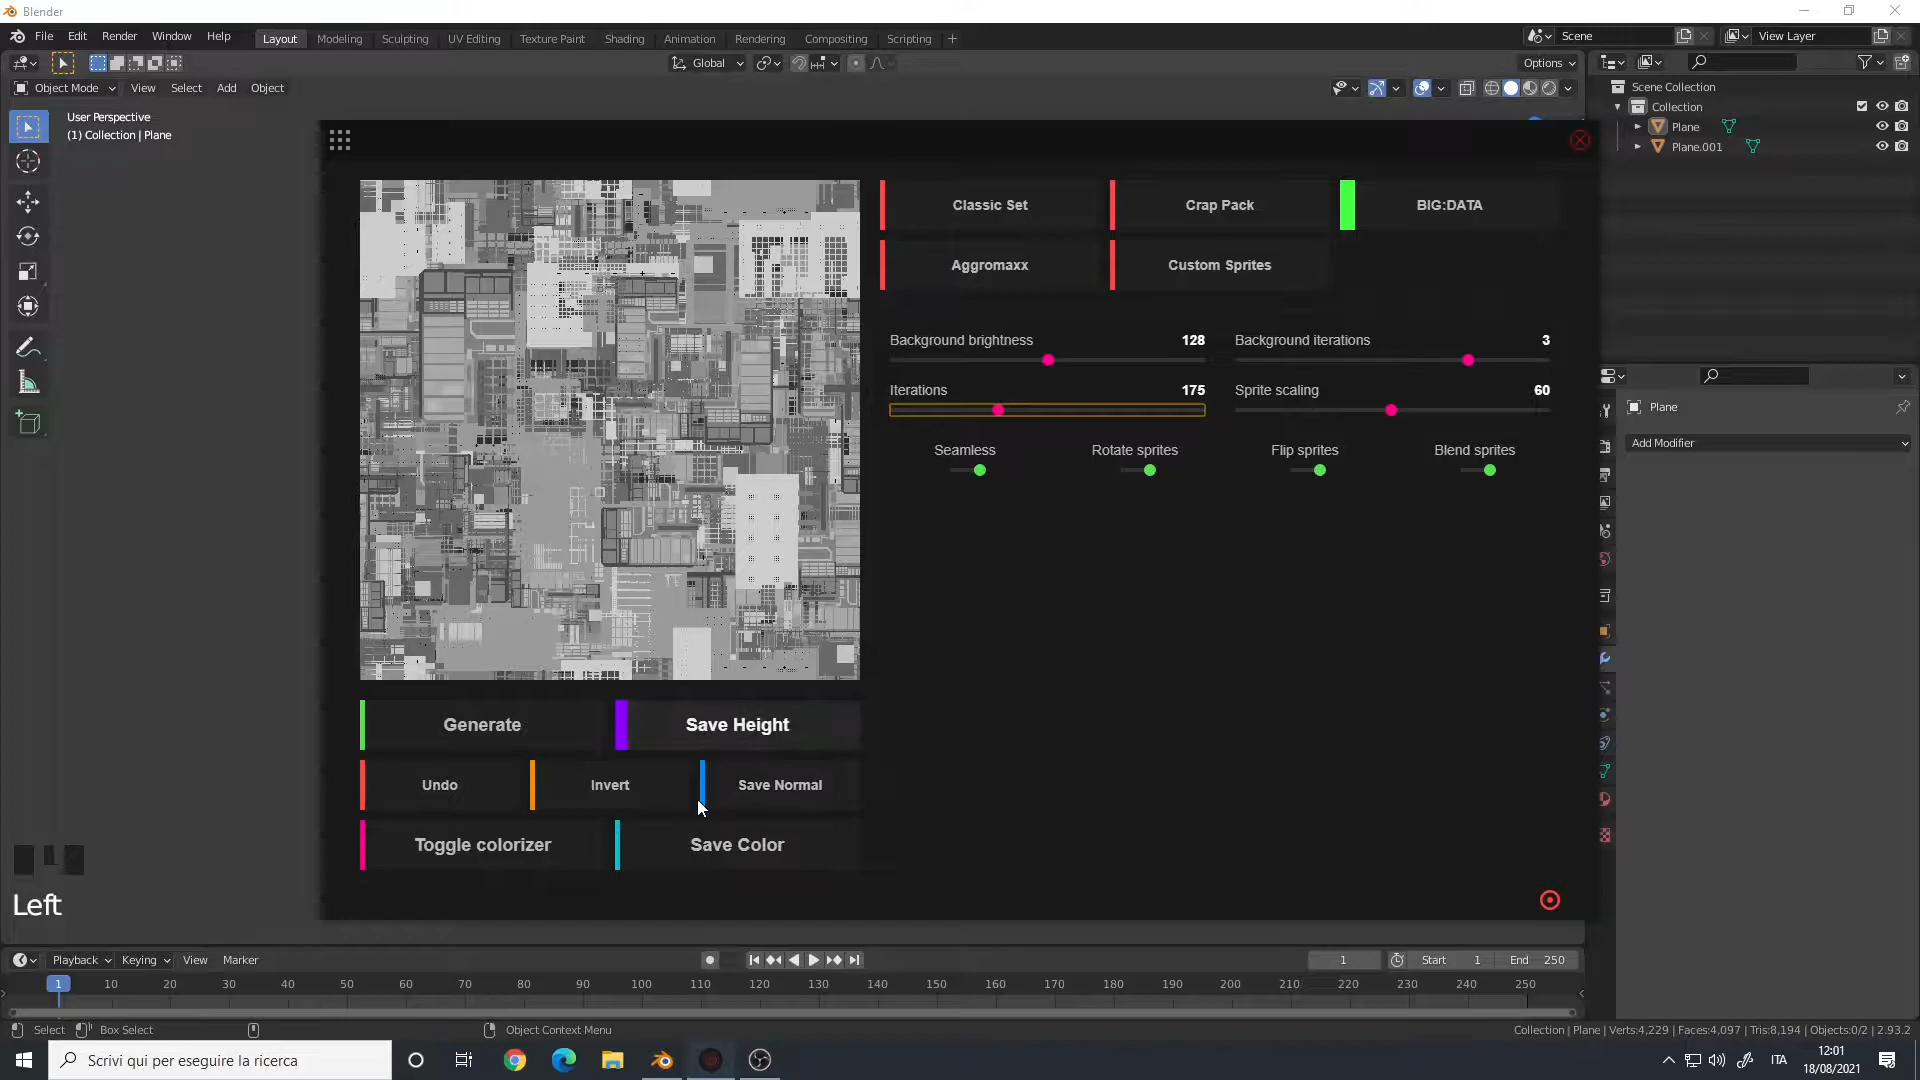 Blender
File Edit Render Window Help
Layout Modeling Sculpting UV Editing Texture Paint Shading Animation Rendering Compositing Scripting +
Scene
View Layer
Global
Options
Object Mode View Select Add Object
User Perspective
(1) Collection | Plane
Scene Collection
Collection
Plane
Plane.001
Classic Set
Crap Pack
BIG:DATA
Aggromaxx
Custom Sprites
Background brightness 128
Background iterations 3
Iterations 175
Sprite scaling 60
Seamless
Rotate sprites
Flip sprites
Blend sprites
Plane
Add Modifier
Generate
Save Height
Undo
Invert
Save Normal
Toggle colorizer
Save Color
Left
Playback Keying View Marker
1
Start 1
End 250
1 10 20 30 40 50 60 70 80 90 100 110 120 130 140 150 160 170 180 190 200 210 220 230 240 250
Select Box Select Object Context Menu
Collection | Plane | Verts:4,229 | Faces:4,097 | Tris:8,194 | Objects:0/2 | 2.93.2
Scrivi qui per eseguire la ricerca
ITA
12:01
18/08/2021